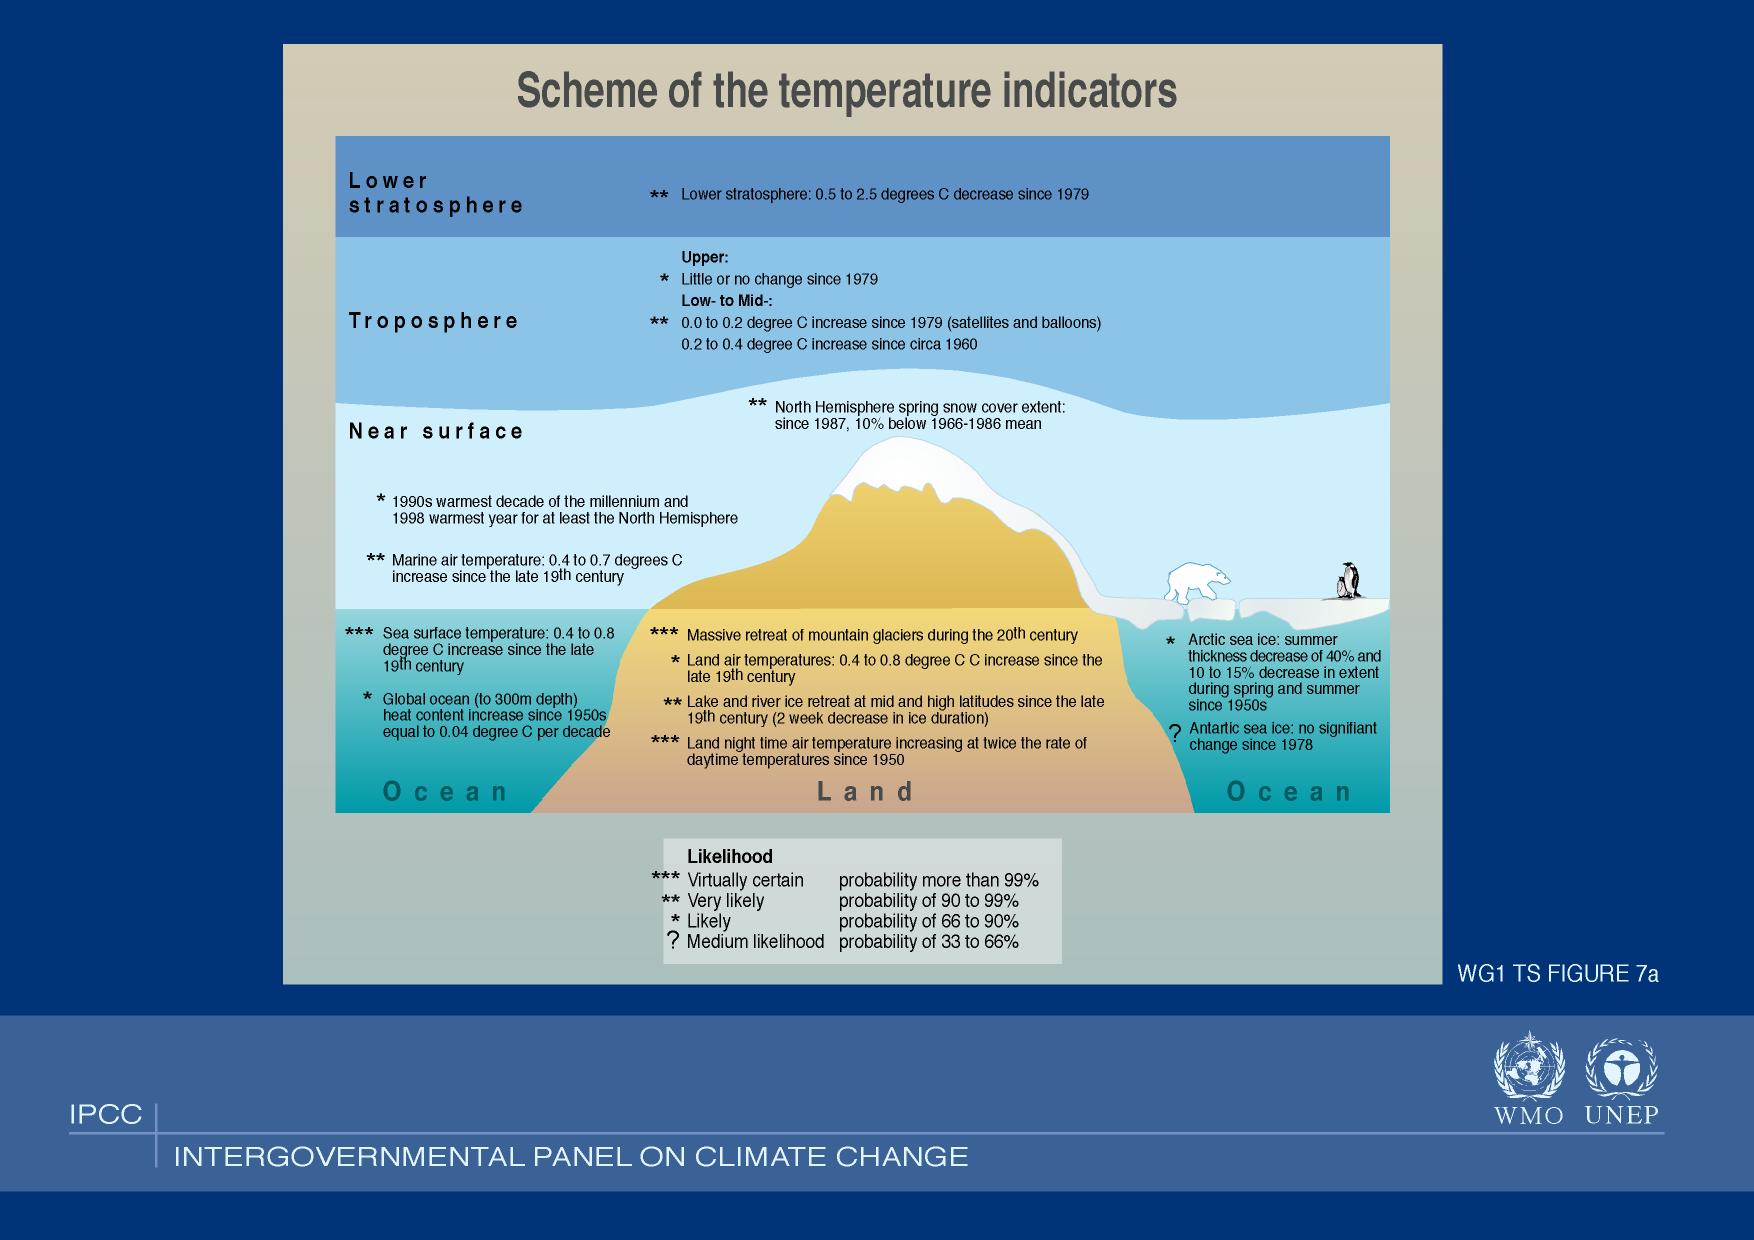 Scheme of the temperature indicators
Lower
stratosphere
** Lower stratosphere: 0.5 to 2.5 degrees C decrease since 1979
Troposphere
Upper:
* Little or no change since 1979
Low- to Mid-:
** 0.0 to 0.2 degree C increase since 1979 (satellites and balloons)
0.2 to 0.4 degree C increase since circa 1960
Near surface
** North Hemisphere spring snow cover extent:
since 1987, 10% below 1966-1986 mean
* 1990s warmest decade of the millennium and
1998 warmest year for at least the North Hemisphere
** Marine air temperature: 0.4 to 0.7 degrees C
increase since the late 19th century
*** Sea surface temperature: 0.4 to 0.8
degree C increase since the late
19th century
* Global ocean (to 300m depth)
heat content increase since 1950s
equal to 0.04 degree C per decade
Ocean
*** Massive retreat of mountain glaciers during the 20th century
* Land air temperatures: 0.4 to 0.8 degree C C increase since the
late 19th century
** Lake and river ice retreat at mid and high latitudes since the late
19th century (2 week decrease in ice duration)
*** Land night time air temperature increasing at twice the rate of
daytime temperatures since 1950
Land
* Arctic sea ice: summer
thickness decrease of 40% and
10 to 15% decrease in extent
during spring and summer
since 1950s
? Antartic sea ice: no signifiant
change since 1978
Ocean
Likelihood
*** Virtually certain probability more than 99%
** Very likely probability of 90 to 99%
* Likely probability of 66 to 90%
? Medium likelihood probability of 33 to 66%
WG1 TS FIGURE 7a
WMO UNEP
IPCC
INTERGOVERNMENTAL PANEL ON CLIMATE CHANGE